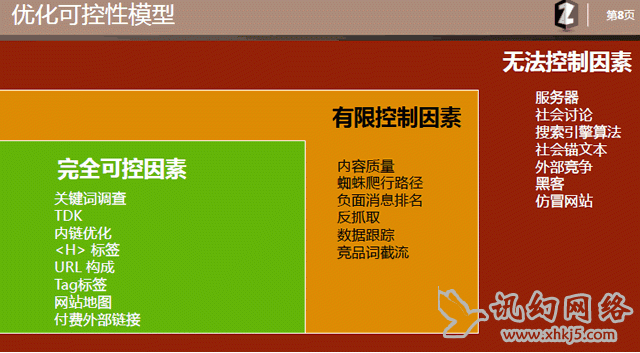 优化可控性模型
Z
第8页
无法控制因素
服务器
社会讨论
搜索引擎算法
社会锚文本
外部竞争
黑客
仿冒网站
有限控制因素
内容质量
蜘蛛爬行路径
负面消息排名
反抓取
数据跟踪
竞品词截流
完全可控因素
关键词调查
TDK
内链优化
<H> 标签
URL 构成
Tag标签
网站地图
付费外部链接
讯幻网络
www.xhkj5.com